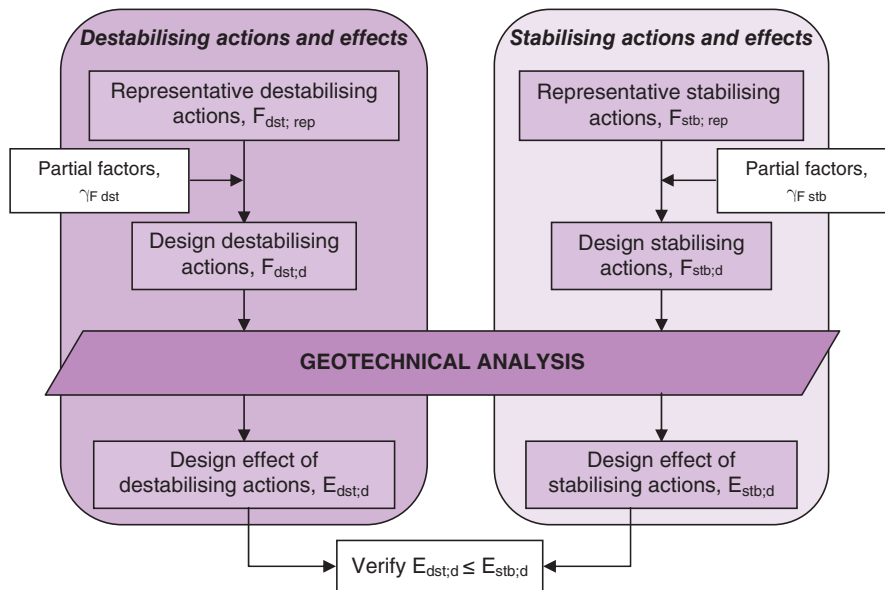 Destabilising actions and effects
Stabilising actions and effects
Representative destabilising
actions, Fdst; rep
Representative stabilising
actions, Fstb; rep
Partial factors,
γF dst
Partial factors,
γF stb
Design destabilising
actions, Fdst;d
Design stabilising
actions, Fstb;d
GEOTECHNICAL ANALYSIS
Design effect of
destabilising actions, Edst;d
Design effect of
stabilising actions, Estb;d
Verify Edst;d ≤ Estb;d